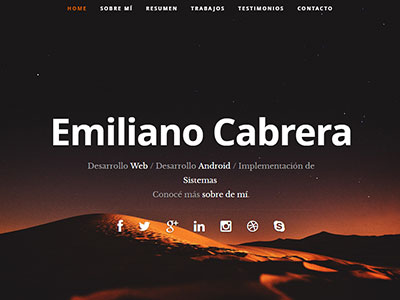 HOME SOBRE MÍ RESUMEN TRABAJOS TESTIMONIOS CONTACTO
Emiliano Cabrera
Desarrollo Web / Desarrollo Android / Implementación de
Sistemas
Conocé más sobre de mí.